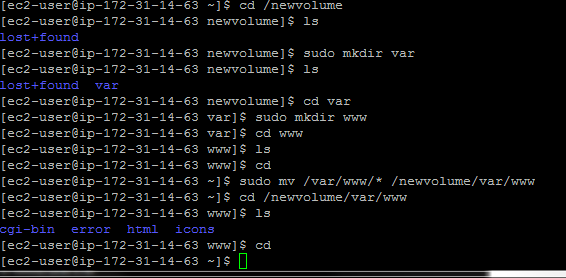 [ec2-user@ip-172-31-14-63 ~]$ cd /newvolume
[ec2-user@ip-172-31-14-63 newvolume]$ ls
lost+found
[ec2-user@ip-172-31-14-63 newvolume]$ sudo mkdir var
[ec2-user@ip-172-31-14-63 newvolume]$ ls
lost+found  var
[ec2-user@ip-172-31-14-63 newvolume]$ cd var
[ec2-user@ip-172-31-14-63 var]$ sudo mkdir www
[ec2-user@ip-172-31-14-63 var]$ cd www
[ec2-user@ip-172-31-14-63 www]$ ls
[ec2-user@ip-172-31-14-63 www]$ cd
[ec2-user@ip-172-31-14-63 ~]$ sudo mv /var/www/* /newvolume/var/www
[ec2-user@ip-172-31-14-63 ~]$ cd /newvolume/var/www
[ec2-user@ip-172-31-14-63 www]$ ls
cgi-bin  error  html  icons
[ec2-user@ip-172-31-14-63 www]$ cd
[ec2-user@ip-172-31-14-63 ~]$